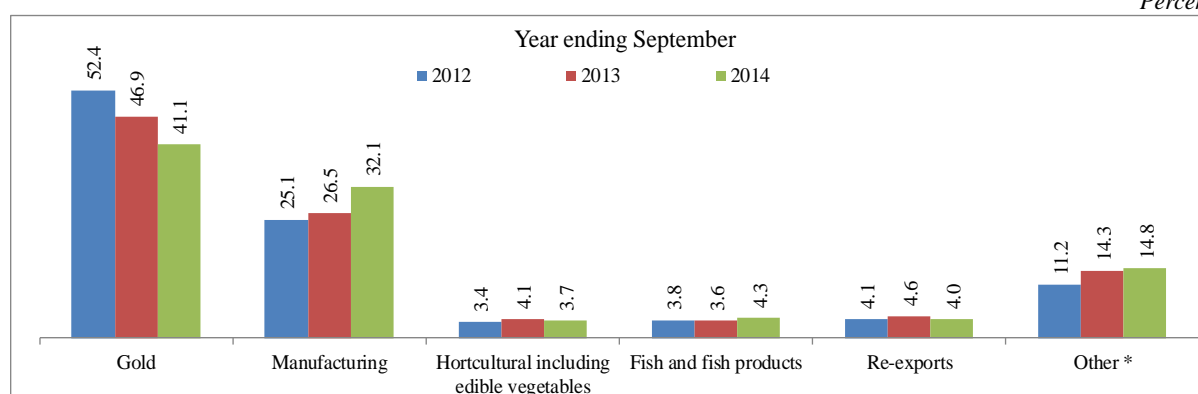 Percen
Year ending September
2012 2013 2014
52.4 46.9 41.1
25.1 26.5 32.1
3.4 4.1 3.7
3.8 3.6 4.3
4.1 4.6 4.0
11.2 14.3 14.8
Gold Manufacturing Hortcultural including Fish and fish products Re-exports Other *
edible vegetables